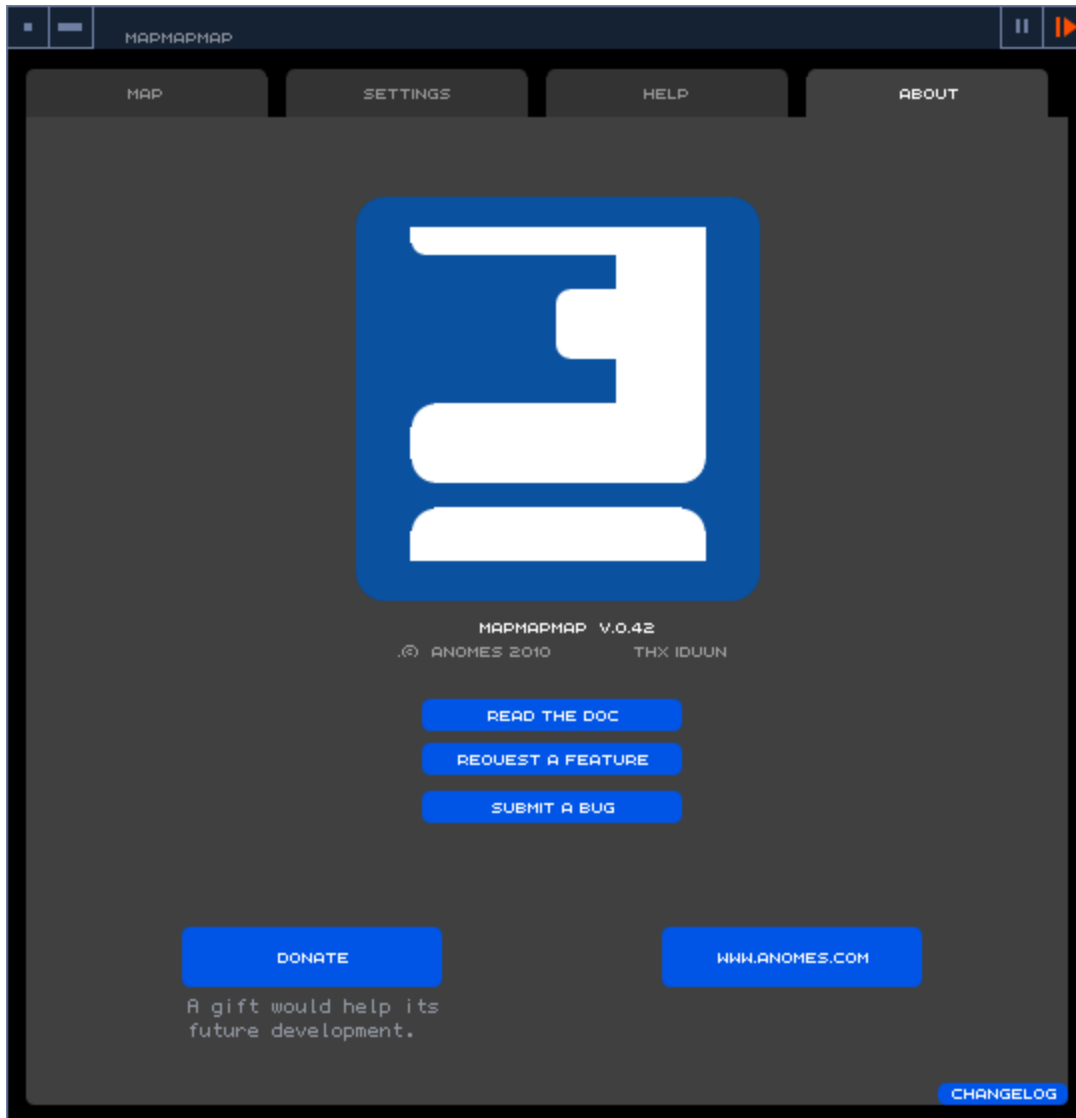 MAPMAPMAP
MAP SETTINGS HELP ABOUT
MAPMAPMAP V.0.42
.© ANOMES 2010 THX IDUUN
READ THE DOC
REQUEST A FEATURE
SUBMIT A BUG
DONATE WWW.ANOMES.COM
A gift would help its
future development.
CHANGELOG